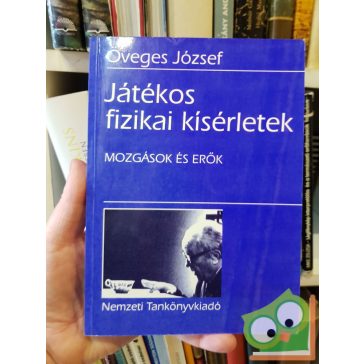 Öveges József
Játékos
fizikai kísérletek
MOZGÁSOK ÉS ERŐK
Nemzeti Tankönyvkiadó